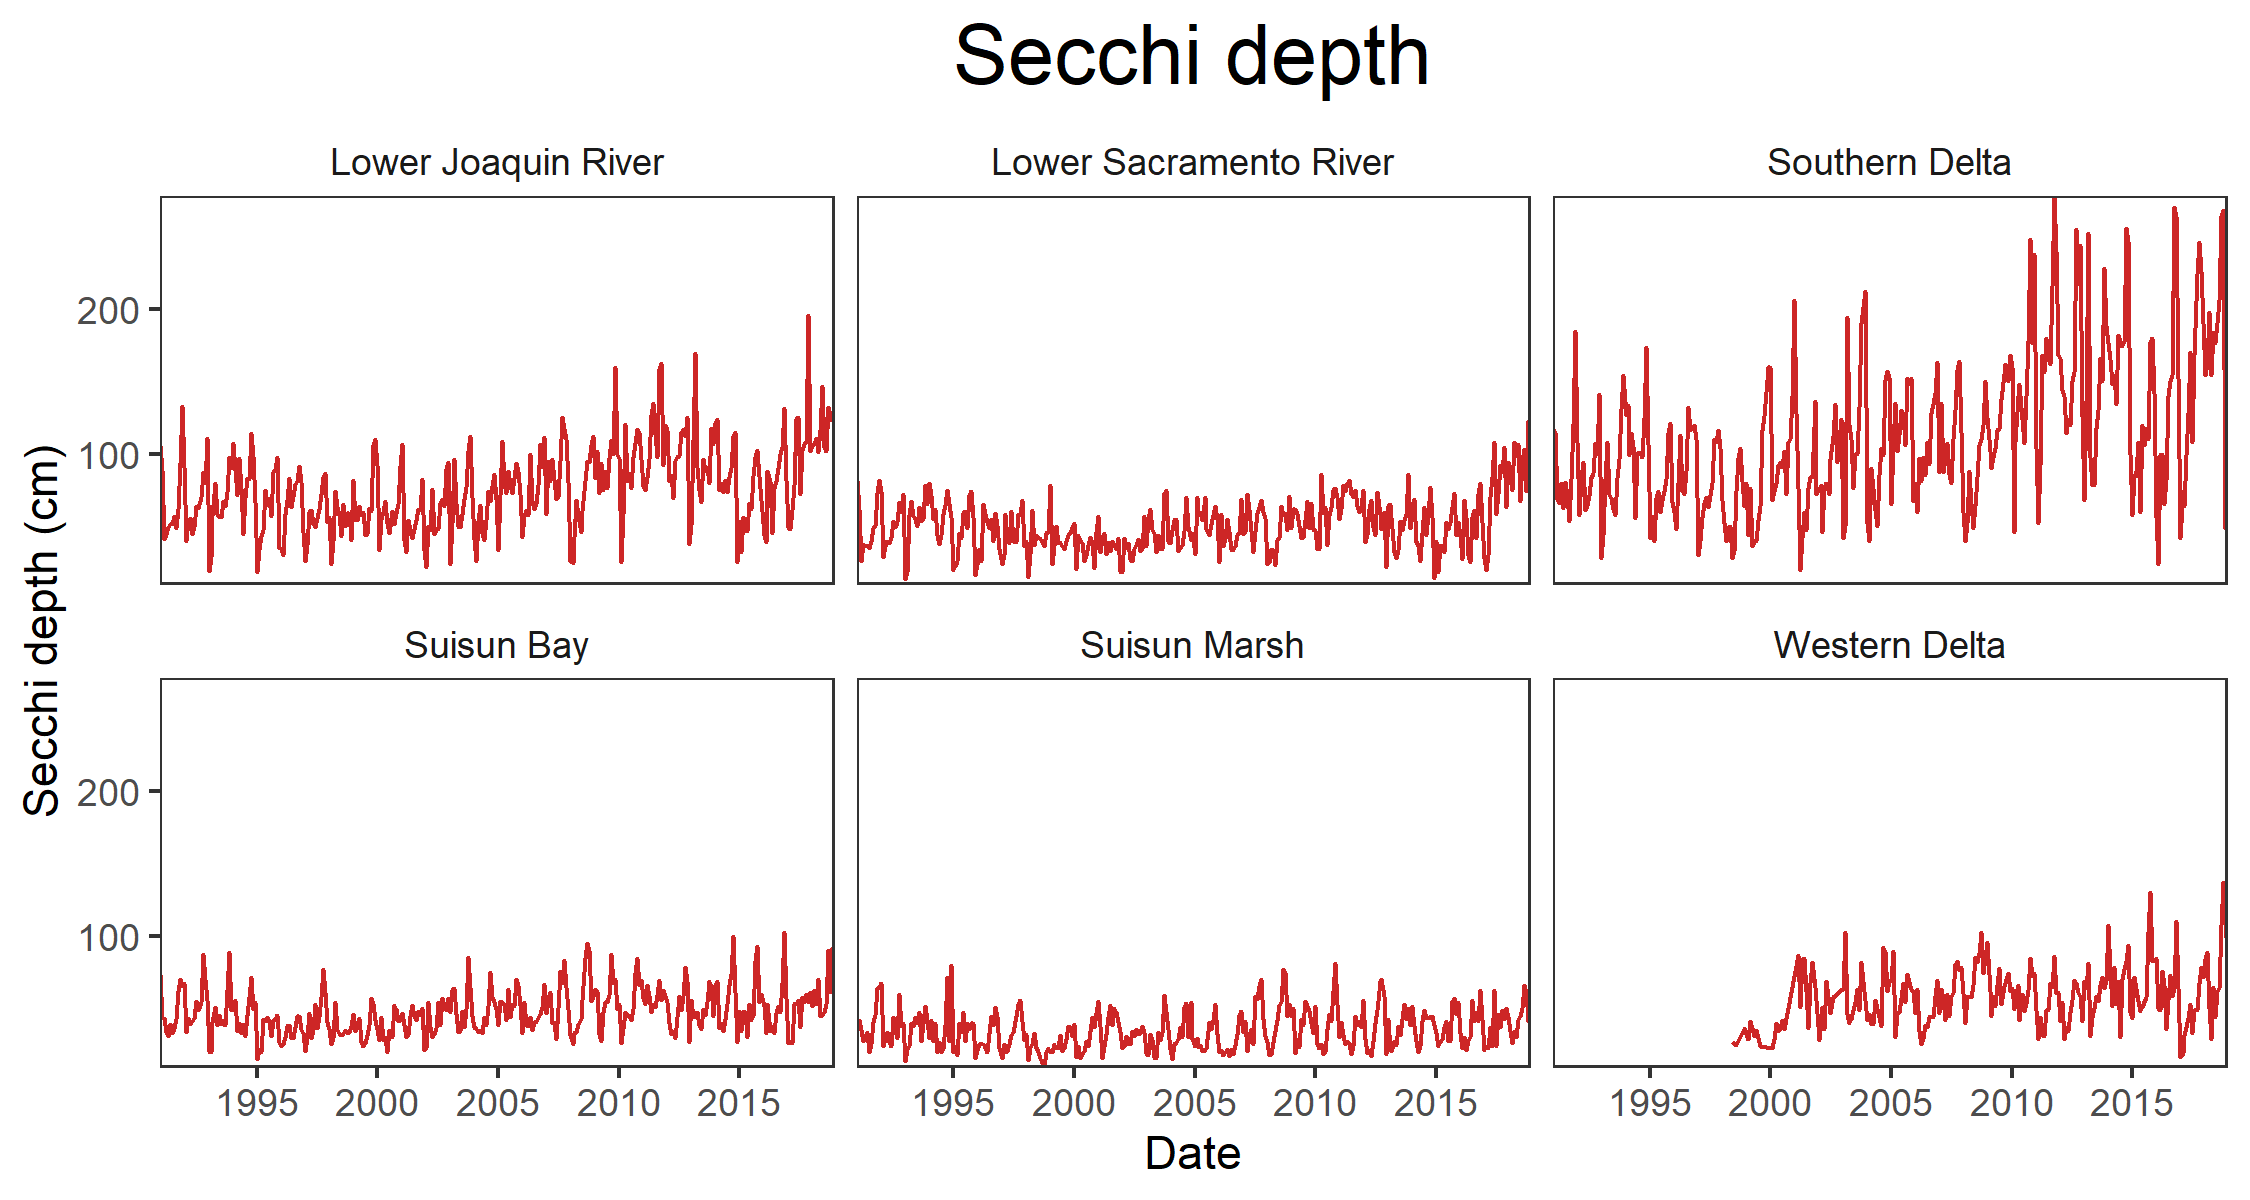 Secchi depth
Lower Joaquin River
Lower Sacramento River
Southern Delta
200
100
Secchi depth (cm)
Suisun Bay
Suisun Marsh
Western Delta
200
100
1995 2000 2005 2010 2015
1995 2000 2005 2010 2015
1995 2000 2005 2010 2015
Date